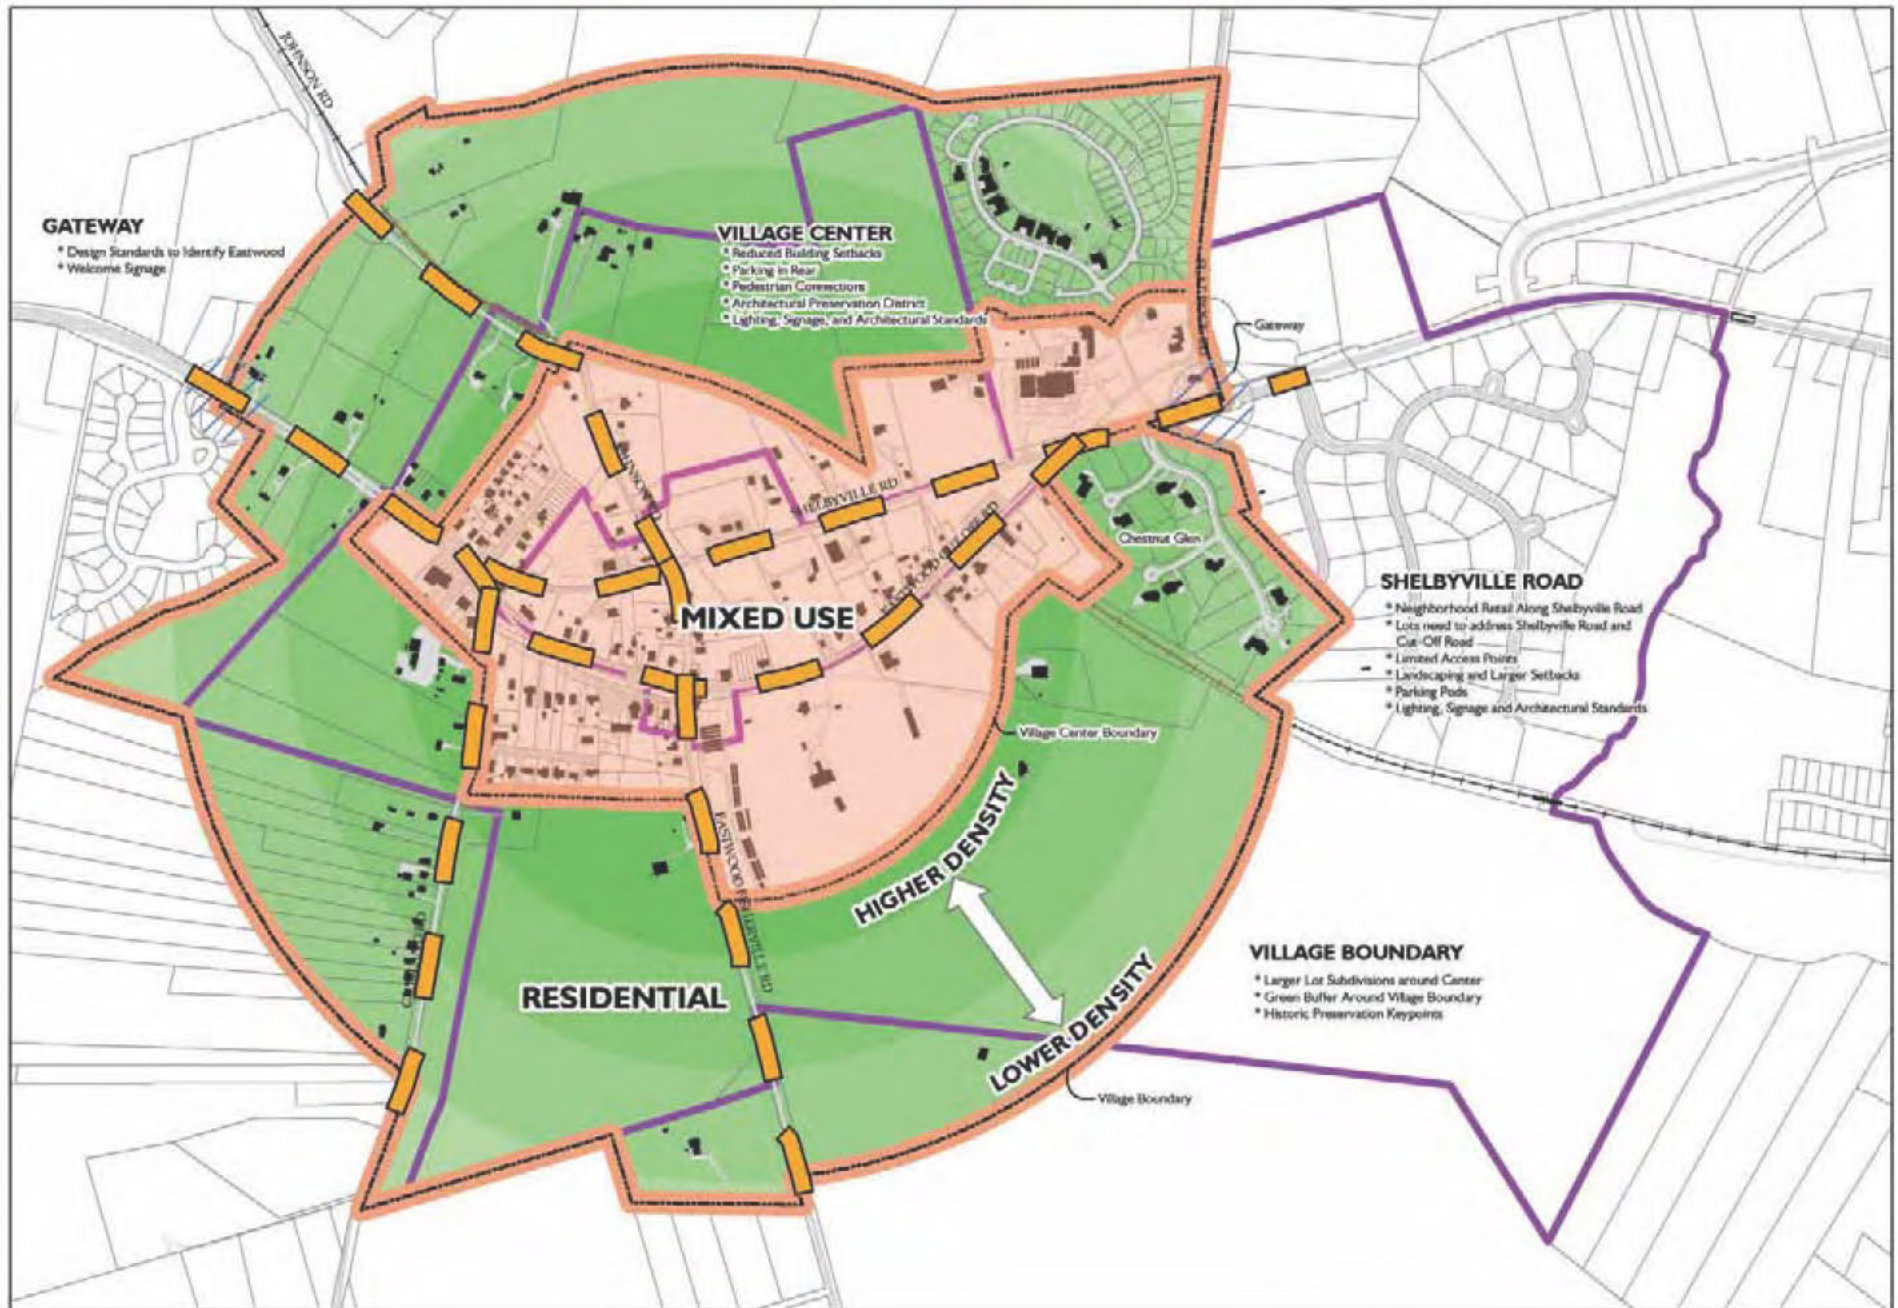 JOHNSON RD
GATEWAY
* Design Standards to Identify Eastwood
* Welcome Signage
VILLAGE CENTER
* Reduced Building Setbacks
* Parking in Rear
* Pedestrian Connections
* Architectural Preservation District
* Lighting, Signage, and Architectural Standards
Gateway
SHELBYVILLE RD
Chestnut Glen
MIXED USE
SHELBYVILLE ROAD
* Neighborhood Retail Along Shelbyville Road
* Lots need to address Shelbyville Road and
Cut-Off Road
* Limited Access Points
* Landscaping and Larger Setbacks
* Parking Pods
* Lighting, Signage and Architectural Standards
Village Center Boundary
HIGHER DENSITY
EASTWOOD
RESIDENTIAL
LOWER DENSITY
VILLAGE BOUNDARY
* Larger Lot Subdivisions around Center
* Green Buffer Around Village Boundary
* Historic Preservation Keypoints
Village Boundary